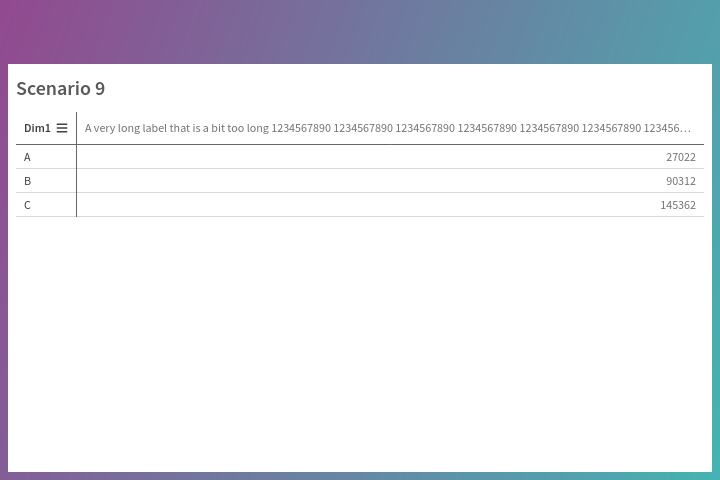 Scenario 9
Dim1 A very long label that is a bit too long 1234567890 1234567890 1234567890 1234567890 1234567890 1234567890 123456…
A 27022
B 90312
C 145362